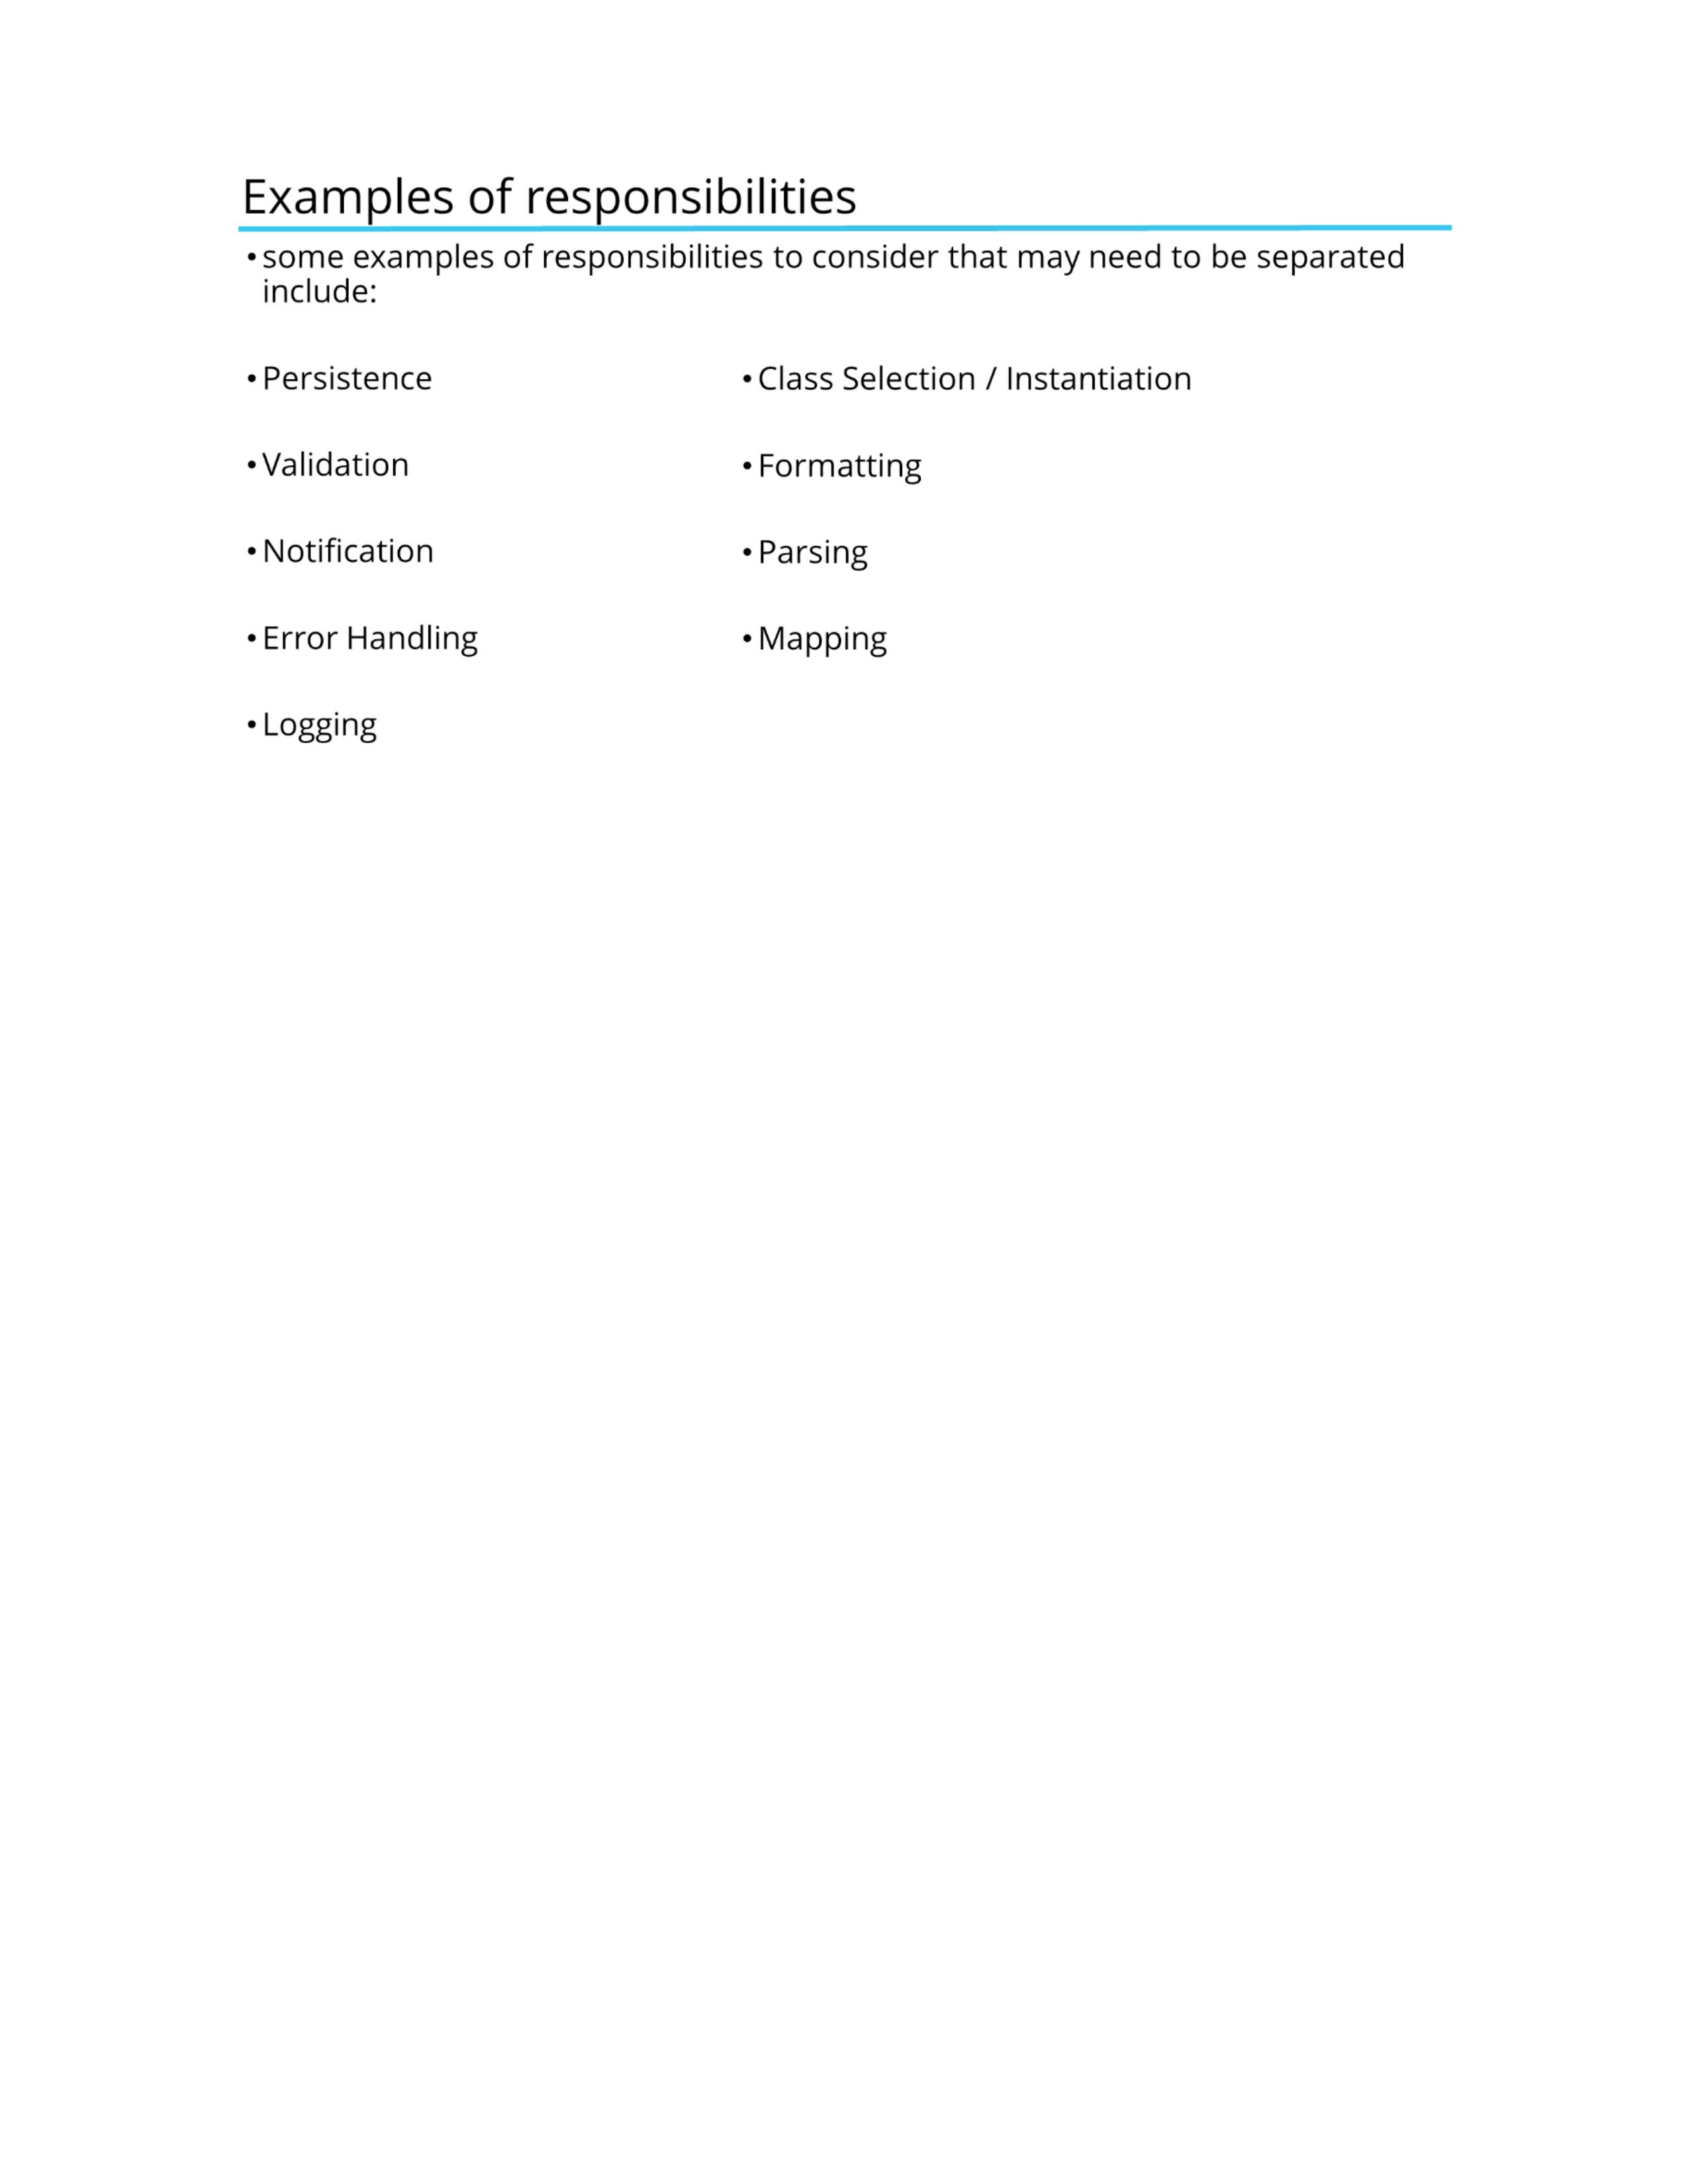 Examples of responsibilities
• some examples of responsibilities to consider that may need to be separated
include:
• Persistence
• Validation
• Notification
• Error Handling
• Logging
• Class Selection / Instantiation
• Formatting
• Parsing
• Mapping